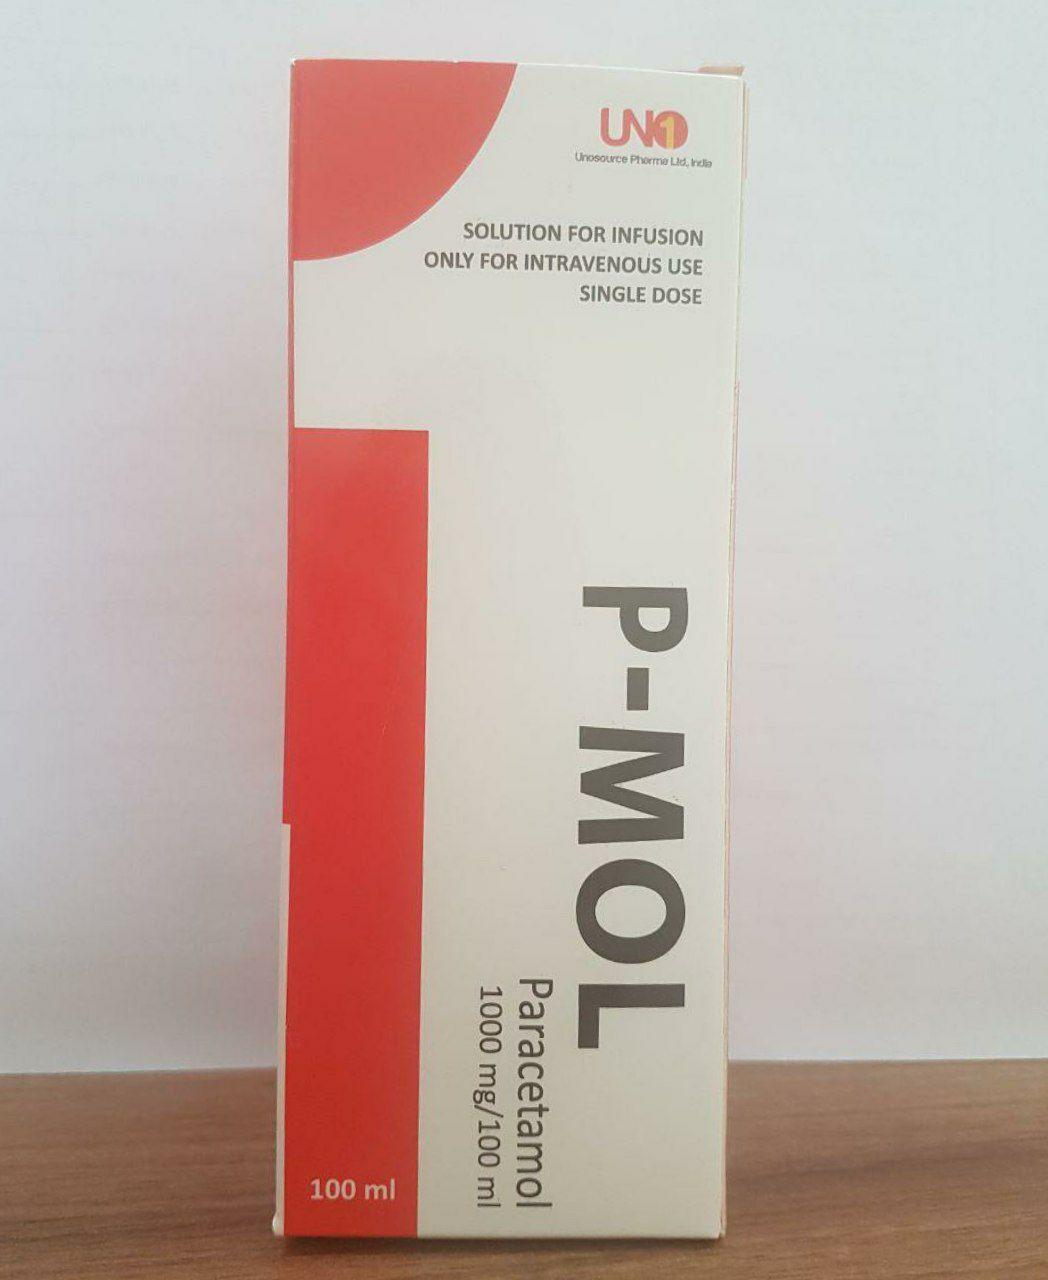 UNO1
Unosource Pharma Ltd, India
SOLUTION FOR INFUSION
ONLY FOR INTRAVENOUS USE
SINGLE DOSE
P-MOL
Paracetamol
1000 mg/100 ml
100 ml